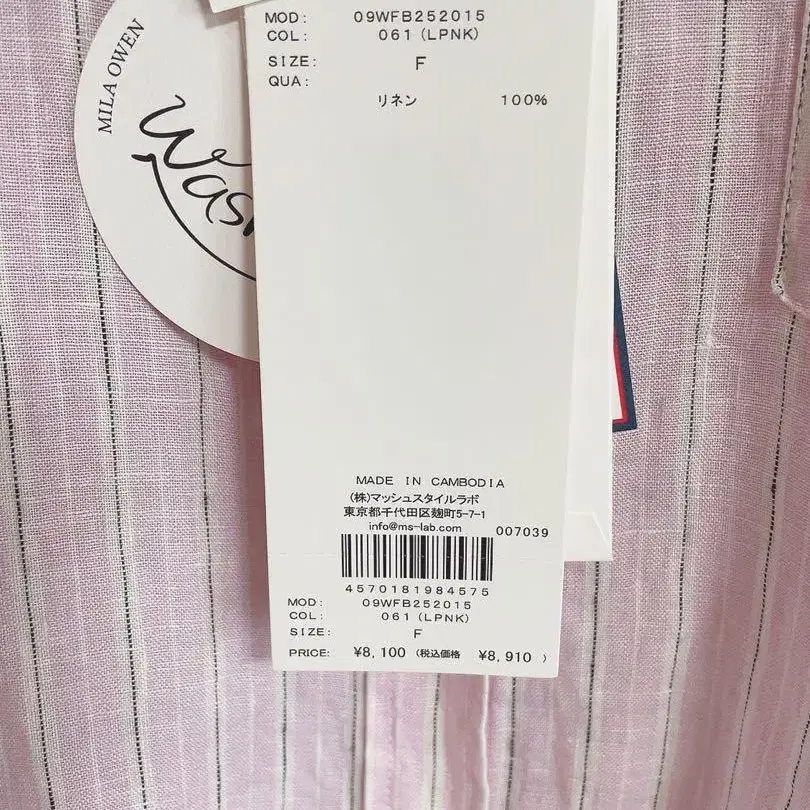 MILA OWEN
MOD: 09WFB252015
COL: 061 (LPNK)
SIZE: F
QUA:
リネン 100%
MADE IN CAMBODIA
(株)マッシュスタイルラボ
東京都千代田区麹町5-7-1
info@ms-lab.com 007039
4570181984575
MOD: 09WFB252015
COL: 061 (LPNK)
SIZE: F
PRICE: ¥8,100 (税込価格 ¥8,910 )